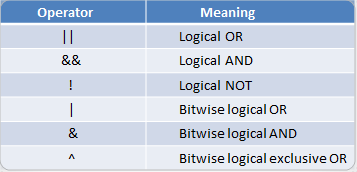 Operator Meaning
|| Logical OR
&& Logical AND
! Logical NOT
| Bitwise logical OR
& Bitwise logical AND
^ Bitwise logical exclusive OR